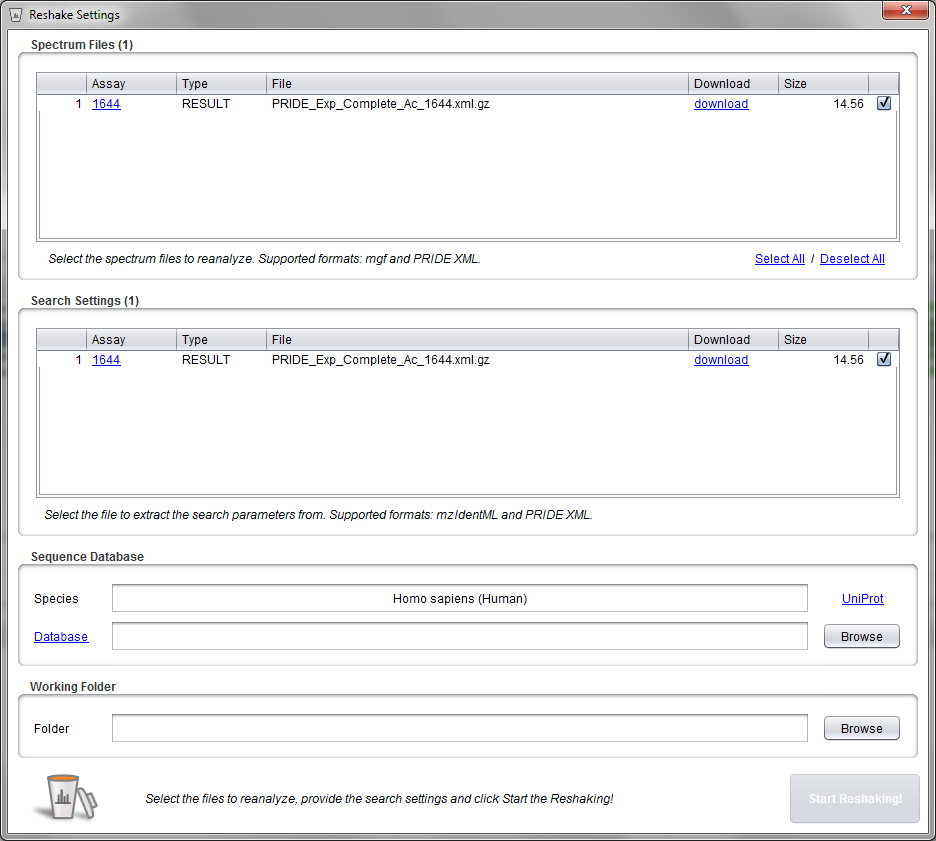 Reshake Settings
Spectrum Files (1)
Assay Type File Download Size
1 1644 RESULT PRIDE_Exp_Complete_Ac_1644.xml.gz download 14.56
Select the spectrum files to reanalyze. Supported formats: mgf and PRIDE XML. Select All / Deselect All
Search Settings (1)
Assay Type File Download Size
1 1644 RESULT PRIDE_Exp_Complete_Ac_1644.xml.gz download 14.56
Select the file to extract the search parameters from. Supported formats: mzIdentML and PRIDE XML.
Sequence Database
Species Homo sapiens (Human) UniProt
Database Browse
Working Folder
Folder Browse
Select the files to reanalyze, provide the search settings and click Start the Reshaking! Start Reshaking!